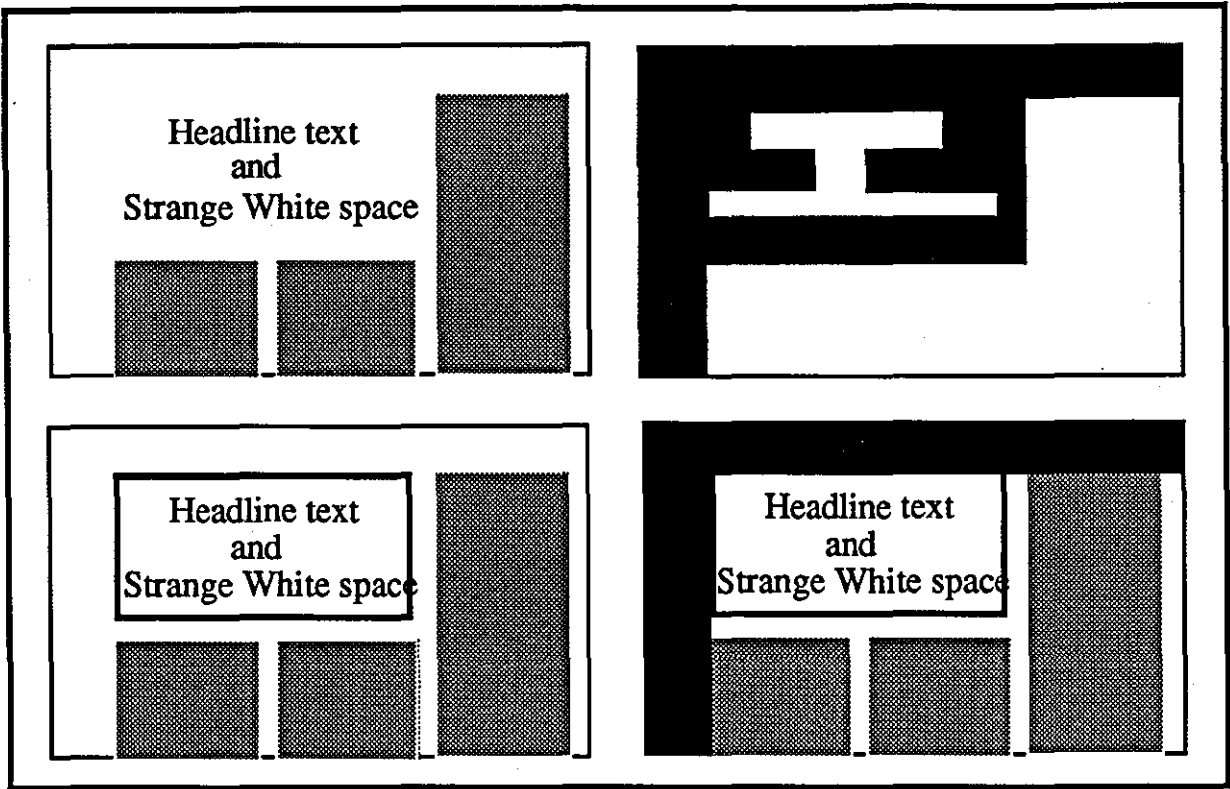 Headline text
and
Strange White space
Headline text
and
Strange White space
Headline text
and
Strange White space